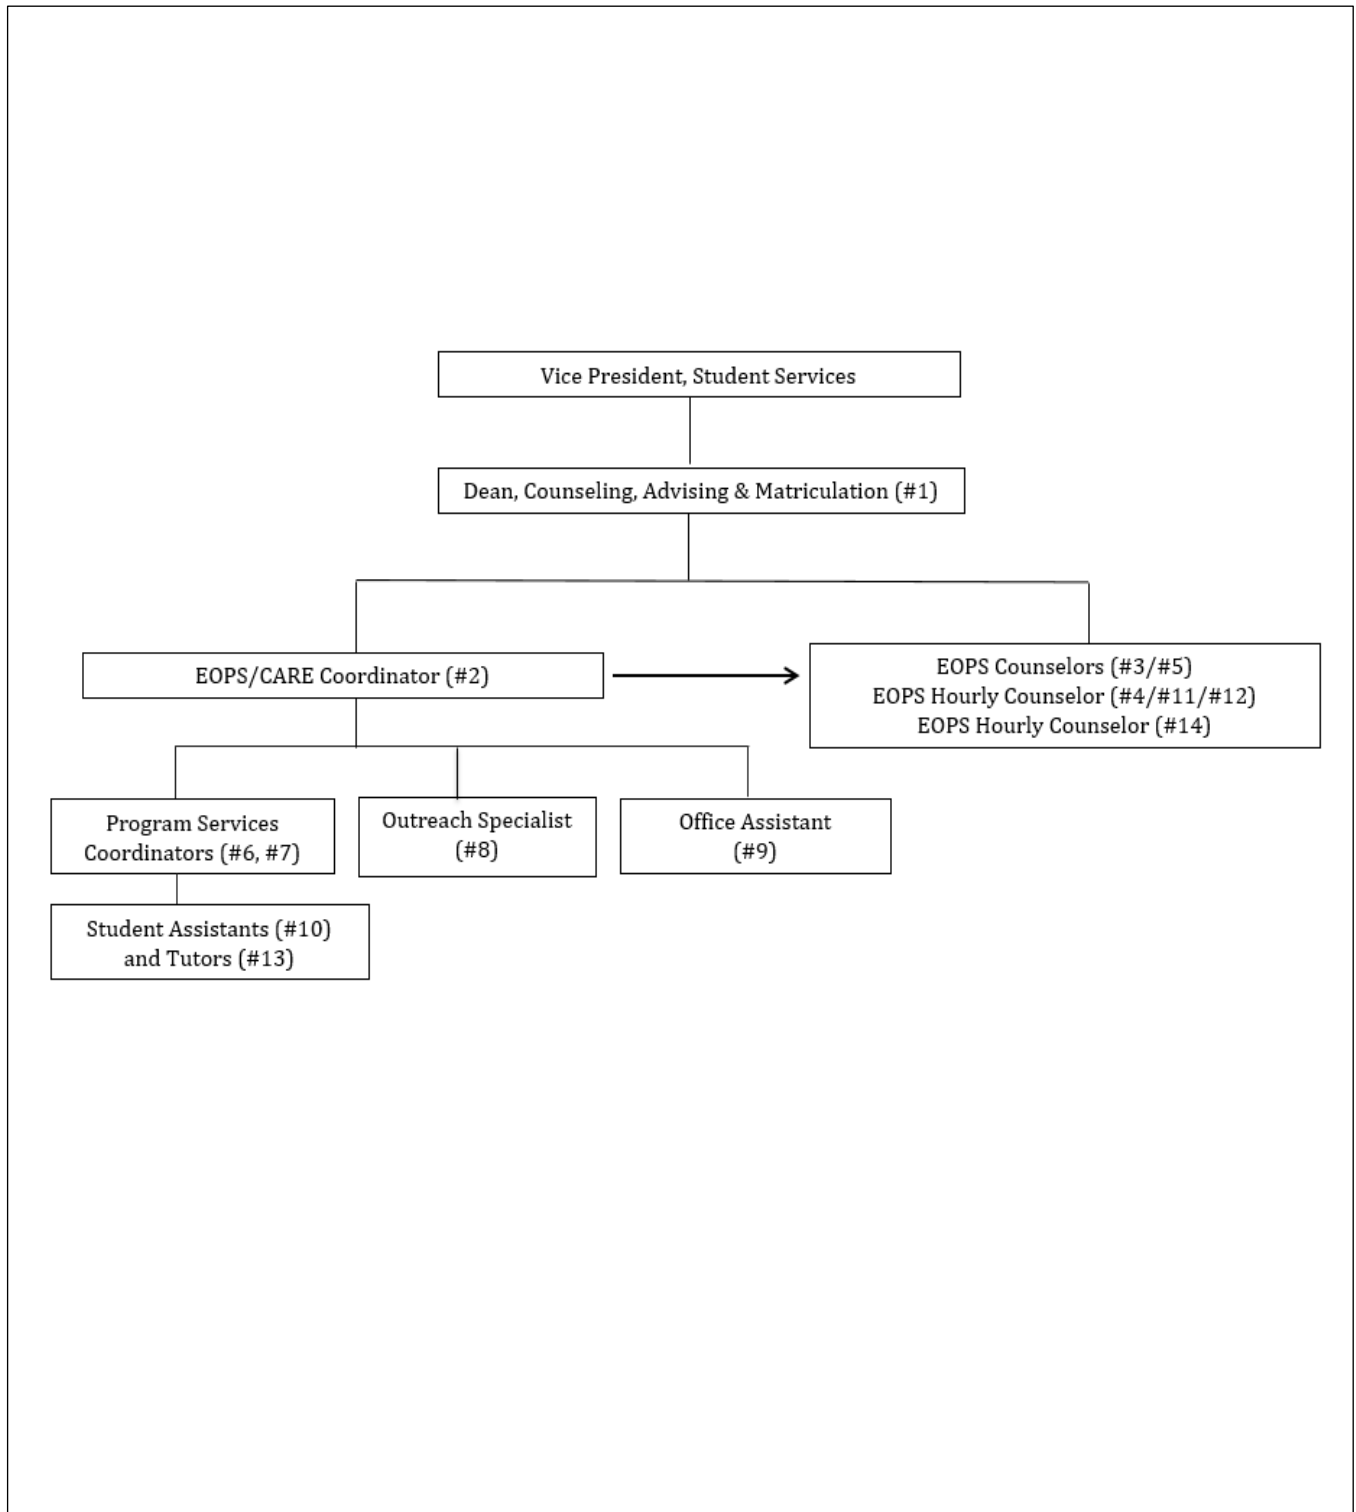 Vice President, Student Services
Dean, Counseling, Advising & Matriculation (#1)
EOPS/CARE Coordinator (#2)
EOPS Counselors (#3/#5)
EOPS Hourly Counselor (#4/#11/#12)
EOPS Hourly Counselor (#14)
Program Services
Coordinators (#6, #7)
Outreach Specialist
(#8)
Office Assistant
(#9)
Student Assistants (#10)
and Tutors (#13)